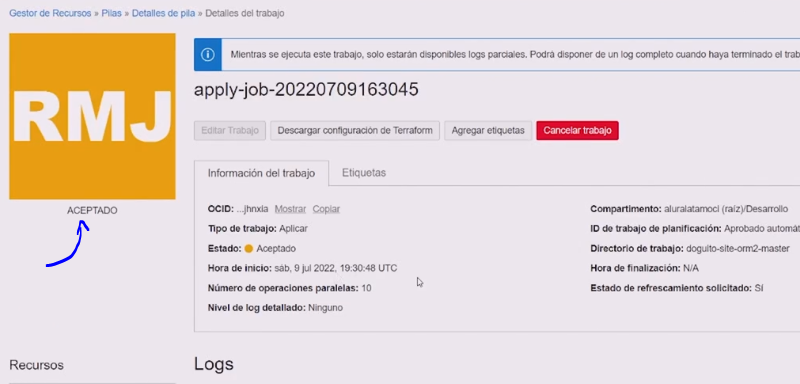 Gestor de Recursos » Pilas » Detalles de pila » Detalles del trabajo
RMJ
ACEPTADO
Mientras se ejecuta este trabajo, solo estarán disponibles logs parciales. Podrá disponer de un log completo cuando haya terminado el trab
apply-job-20220709163045
Editar Trabajo
Descargar configuración de Terraform
Agregar etiquetas
Cancelar trabajo
Información del trabajo
Etiquetas
OCID: ...jhnxia Mostrar Copiar
Tipo de trabajo: Aplicar
Estado: Aceptado
Hora de inicio: sáb, 9 jul 2022, 19:30:48 UTC
Número de operaciones paralelas: 10
Nivel de log detallado: Ninguno
Compartimento: aluralatamoci (raíz)/Desarrollo
ID de trabajo de planificación: Aprobado automát
Directorio de trabajo: doguito-site-orm2-master
Hora de finalización: N/A
Estado de refrescamiento solicitado: Sí
Recursos
Logs